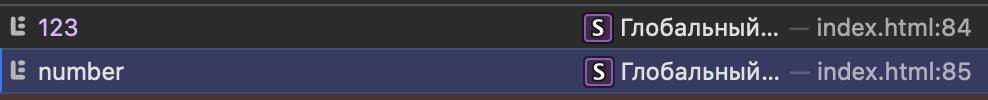 123 S Глобальный... — index.html:84
number S Глобальный... — index.html:85